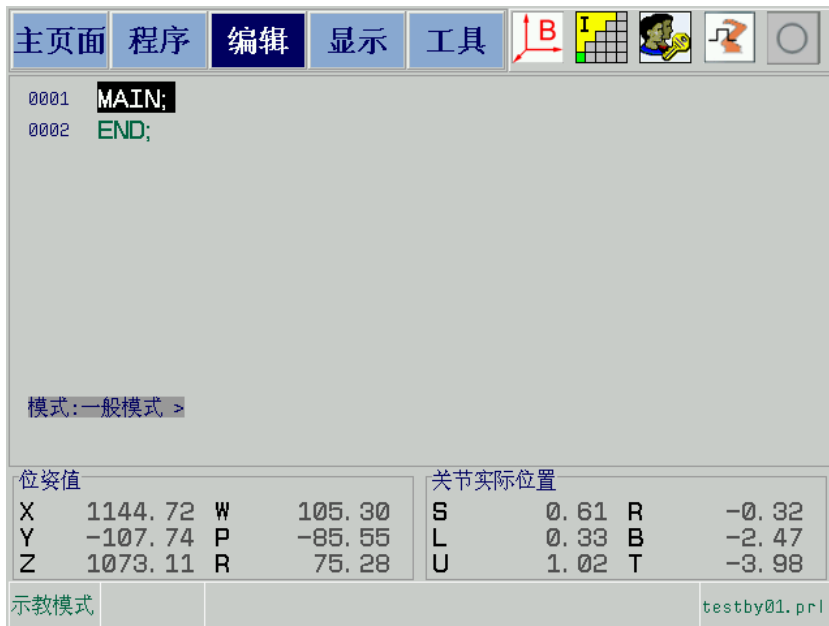 主页面 程序 编辑 显示 工具 B I
0001 MAIN;
0002 END;
模式:一般模式 >
位姿值 关节实际位置
X 1144.72 W 105.30 S 0.61 R -0.32
Y -107.74 P -85.55 L 0.33 B -2.47
Z 1073.11 R 75.28 U 1.02 T -3.98
示教模式 testby01.prl